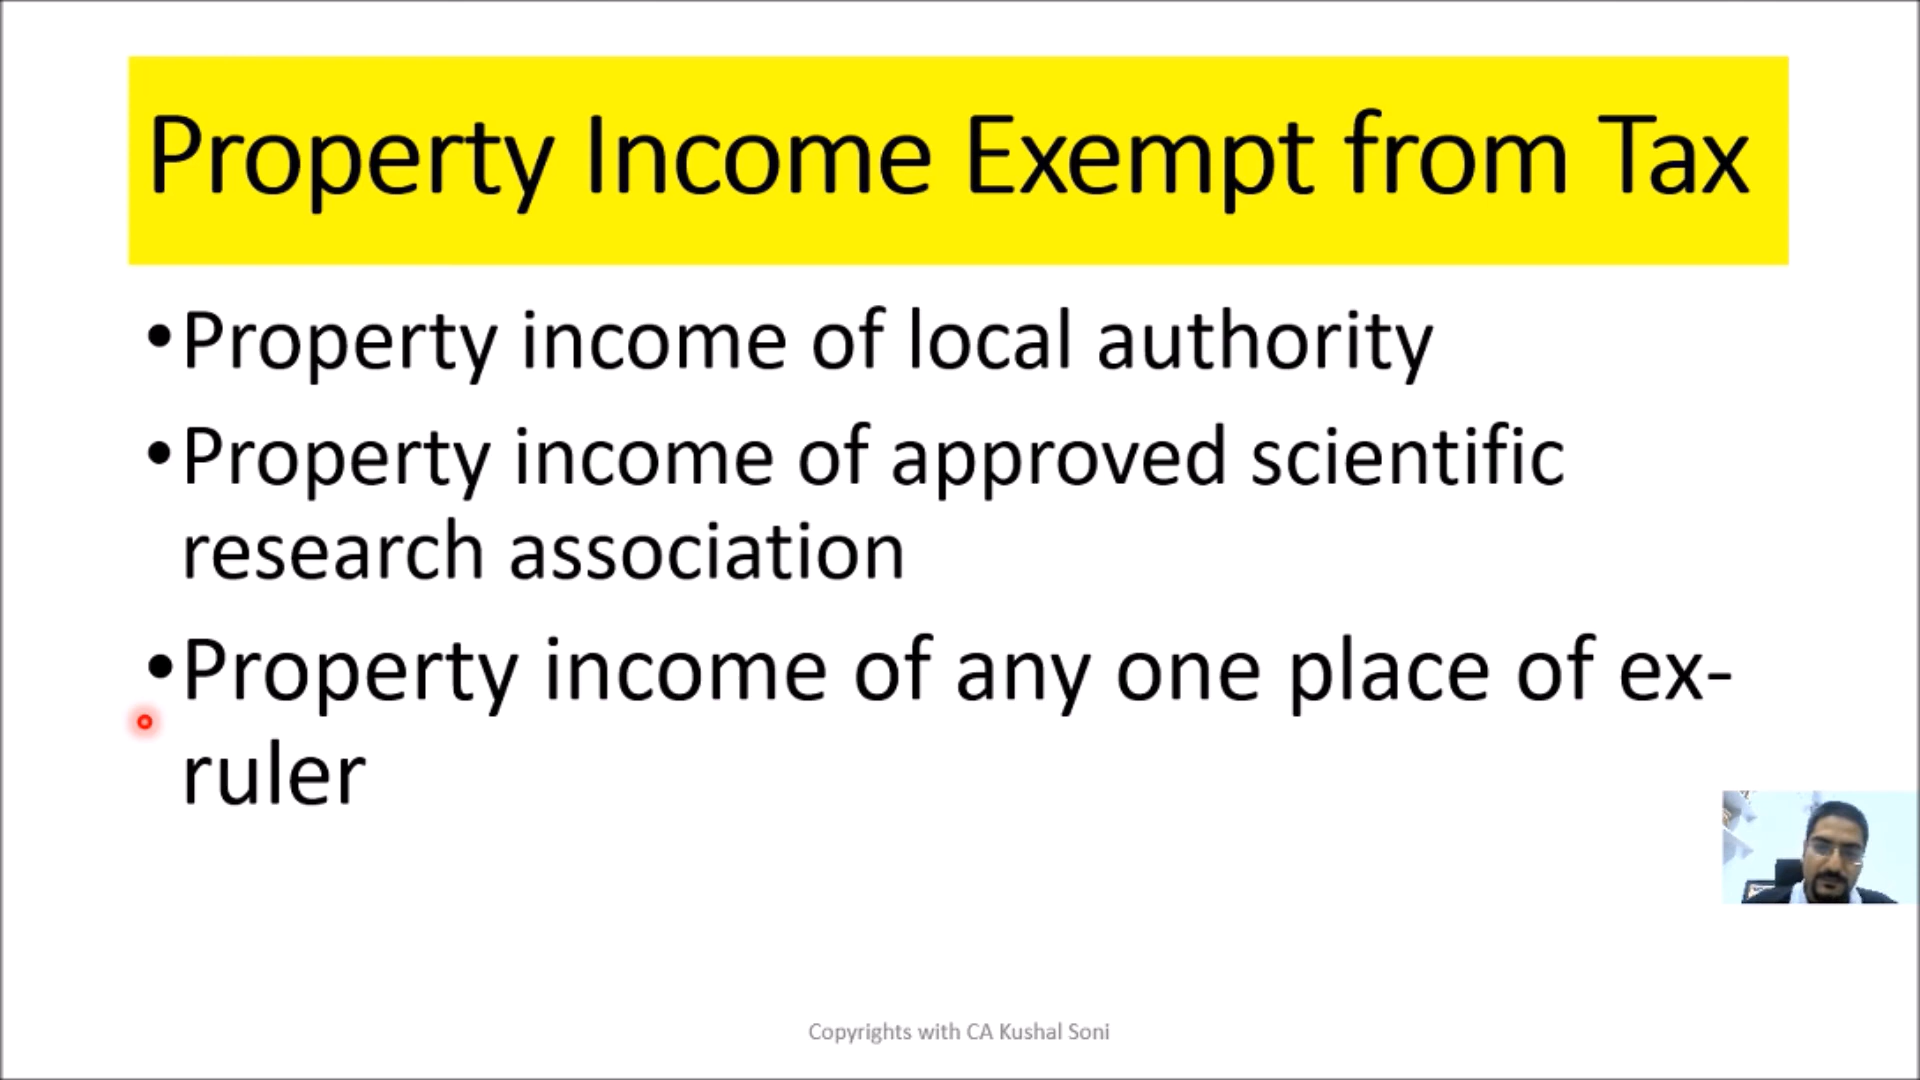 Property Income Exempt from Tax
•Property income of local authority
•Property income of approved scientific
research association
•Property income of any one place of ex-
ruler
Copyrights with CA Kushal Soni